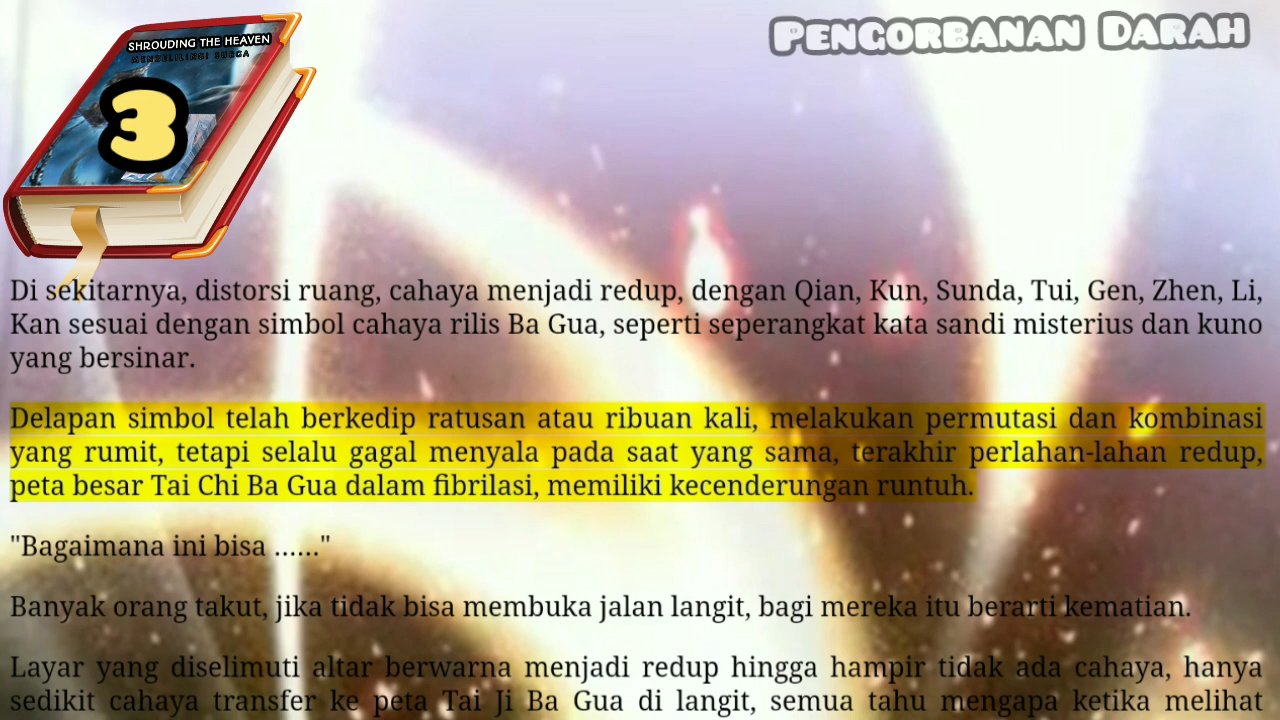 Pengorbanan Darah
SHROUDING THE HEAVEN
MENGELILINGI SURGA
3
Di sekitarnya, distorsi ruang, cahaya menjadi redup, dengan Qian, Kun, Sunda, Tui, Gen, Zhen, Li,
Kan sesuai dengan simbol cahaya rilis Ba Gua, seperti seperangkat kata sandi misterius dan kuno
yang bersinar.
Delapan simbol telah berkedip ratusan atau ribuan kali, melakukan permutasi dan kombinasi
yang rumit, tetapi selalu gagal menyala pada saat yang sama, terakhir perlahan-lahan redup,
peta besar Tai Chi Ba Gua dalam fibrilasi, memiliki kecenderungan runtuh.
"Bagaimana ini bisa ......"
Banyak orang takut, jika tidak bisa membuka jalan langit, bagi mereka itu berarti kematian.
Layar yang diselimuti altar berwarna menjadi redup hingga hampir tidak ada cahaya, hanya
sedikit cahaya transfer ke peta Tai Ji Ba Gua di langit, semua tahu mengapa ketika melihat